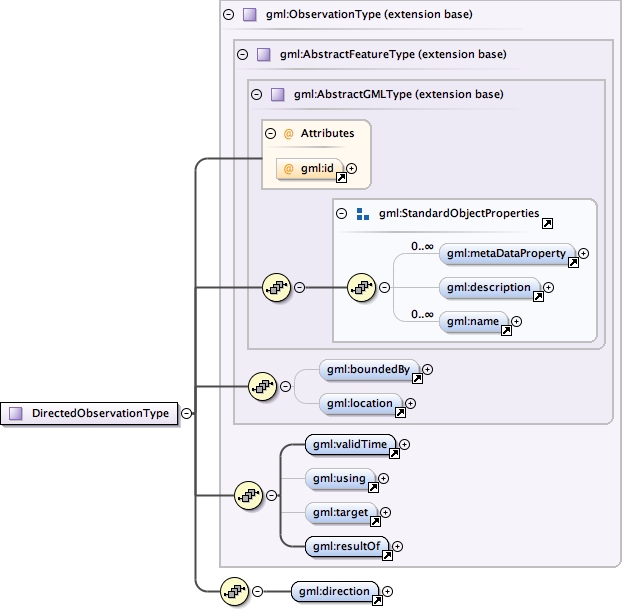 gml:ObservationType (extension base)
gml:AbstractFeatureType (extension base)
gml:AbstractGMLType (extension base)
@ Attributes
@ gml:id
gml:StandardObjectProperties
0..∞
gml:metaDataProperty
gml:description
0..∞
gml:name
gml:boundedBy
gml:location
DirectedObservationType
gml:validTime
gml:using
gml:target
gml:resultOf
gml:direction